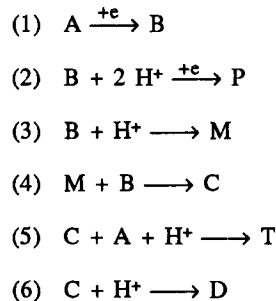 (1) A +e⟶ B
(2) B + 2 H⁺ +e⟶ P
(3) B + H⁺ ⟶ M
(4) M + B ⟶ C
(5) C + A + H⁺ ⟶ T
(6) C + H⁺ ⟶ D